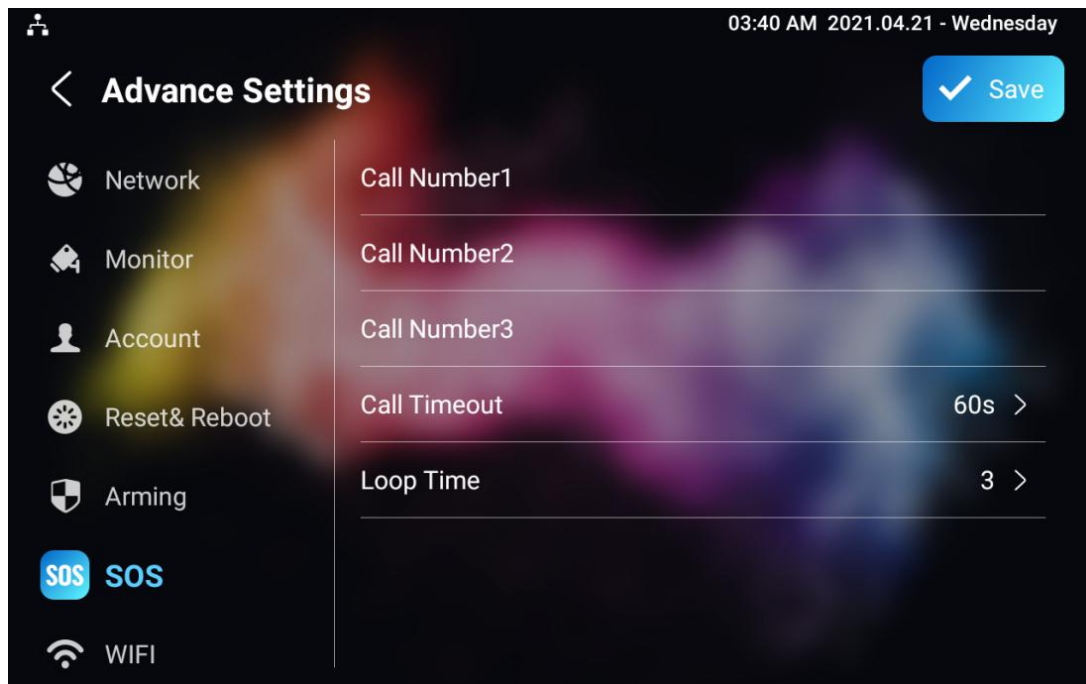 03:40 AM 2021.04.21 - Wednesday
Advance Settings
Save
Network
Monitor
Account
Reset& Reboot
Arming
SOS SOS
WIFI
Call Number1
Call Number2
Call Number3
Call Timeout 60s
Loop Time 3